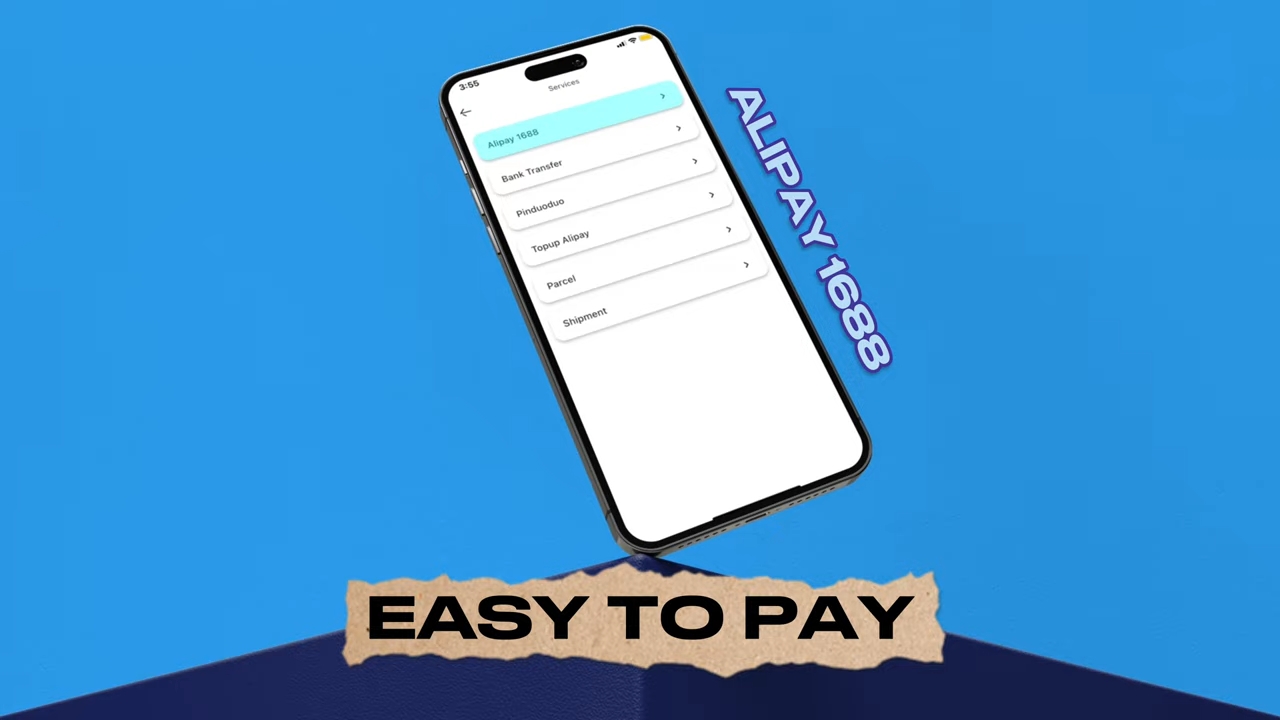 3:55
Services
Alipay 1688
Bank Transfer
Pinduoduo
Topup Alipay
Parcel
Shipment
ALIPAY 1688
EASY TO PAY